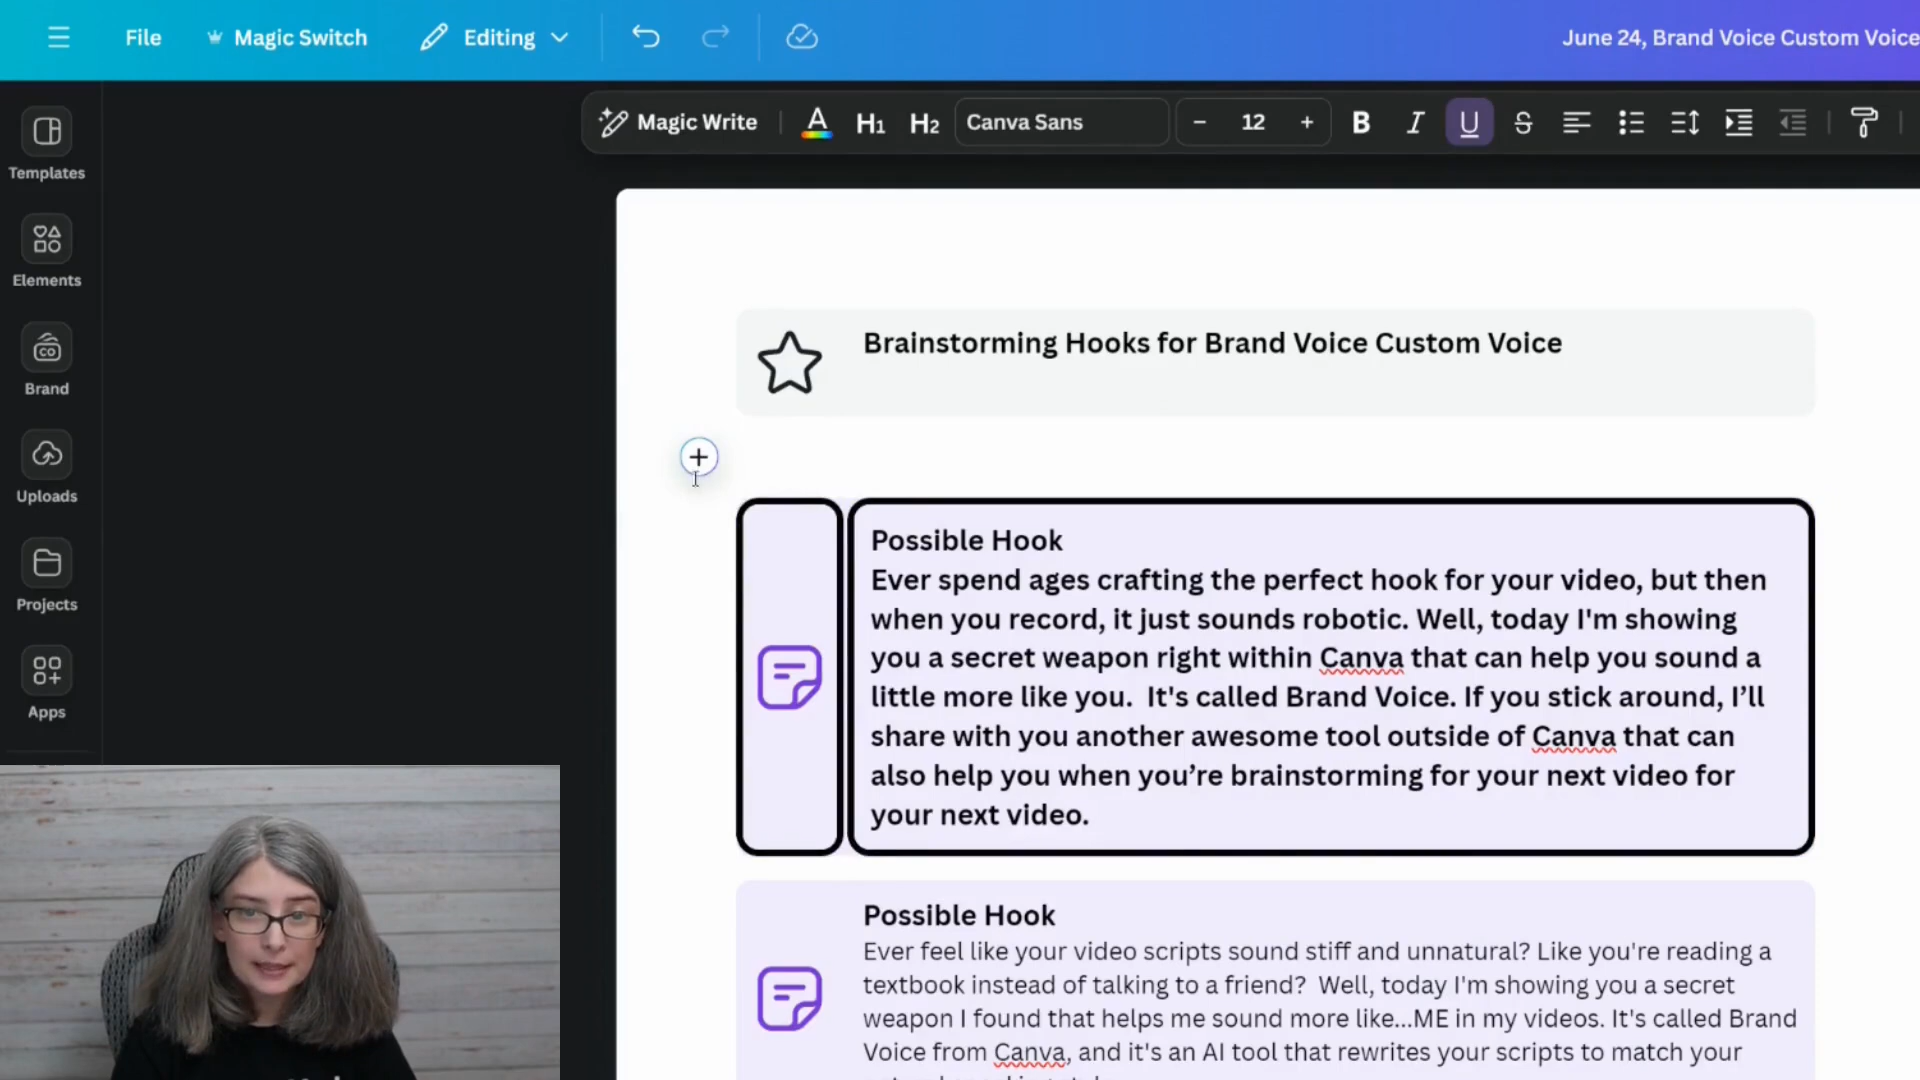 File
Magic Switch
Editing
June 24, Brand Voice Custom Voice
Magic Write
A
H1
H2
Canva Sans
− 12 +
B
I
U
S
Templates
Elements
CO
Brand
Uploads
Projects
Apps
Brainstorming Hooks for Brand Voice Custom Voice
Possible Hook
Ever spend ages crafting the perfect hook for your video, but then
when you record, it just sounds robotic. Well, today I'm showing
you a secret weapon right within Canva that can help you sound a
little more like you.  It's called Brand Voice. If you stick around, I’ll
share with you another awesome tool outside of Canva that can
also help you when you’re brainstorming for your next video for
your next video.
Possible Hook
Ever feel like your video scripts sound stiff and unnatural? Like you're reading a
textbook instead of talking to a friend?  Well, today I'm showing you a secret
weapon I found that helps me sound more like...ME in my videos. It's called Brand
Voice from Canva, and it's an AI tool that rewrites your scripts to match your